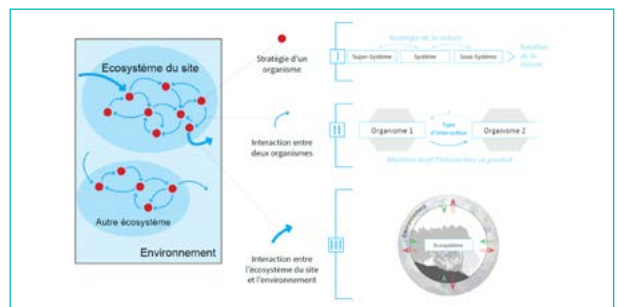 Ecosystème du site
Autre écosystème
Environnement
Stratégie d'un
organisme
Interaction entre
deux organismes
Interaction entre
l'écosystème du site
et l'environnement
I
Stratégie de la nature
Super-Système
Système
Sous-Système
Solution
de la
nature
II
Organisme 1
Type
d'interaction
Organisme 2
Manière dont l'interaction se produit
III
Environnement
Ecosystème